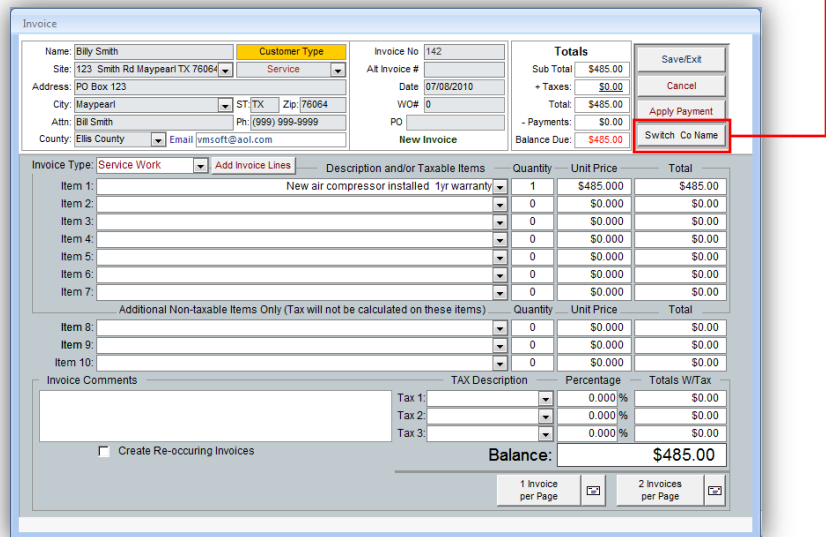 Invoice
Name: Billy Smith Customer Type Invoice No 142 Totals Save/Exit
Site: 123 Smith Rd Maypearl TX 76064 Service Alt Invoice # Sub Total $485.00
Address: PO Box 123 Date 07/08/2010 + Taxes: $0.00 Cancel
City: Maypearl ST: TX Zip: 76064 WO# 0 Total: $485.00
Attn: Bill Smith Ph: (999) 999-9999 PO - Payments: $0.00 Apply Payment
County: Ellis County Email vmsoft@aol.com New Invoice Balance Due: $485.00 Switch Co Name
Invoice Type: Service Work Add Invoice Lines Description and/or Taxable Items Quantity Unit Price Total
Item 1: New air compressor installed 1yr warranty 1 $485.000 $485.00
Item 2: 0 $0.000 $0.00
Item 3: 0 $0.000 $0.00
Item 4: 0 $0.000 $0.00
Item 5: 0 $0.000 $0.00
Item 6: 0 $0.000 $0.00
Item 7: 0 $0.000 $0.00
Additional Non-taxable Items Only (Tax will not be calculated on these items) Quantity Unit Price Total
Item 8: 0 $0.000 $0.00
Item 9: 0 $0.000 $0.00
Item 10: 0 $0.000 $0.00
Invoice Comments TAX Description Percentage Totals W/Tax
Tax 1: 0.000 % $0.00
Tax 2: 0.000 % $0.00
Tax 3: 0.000 % $0.00
Create Re-occuring Invoices Balance: $485.00
1 Invoice per Page 2 Invoices per Page